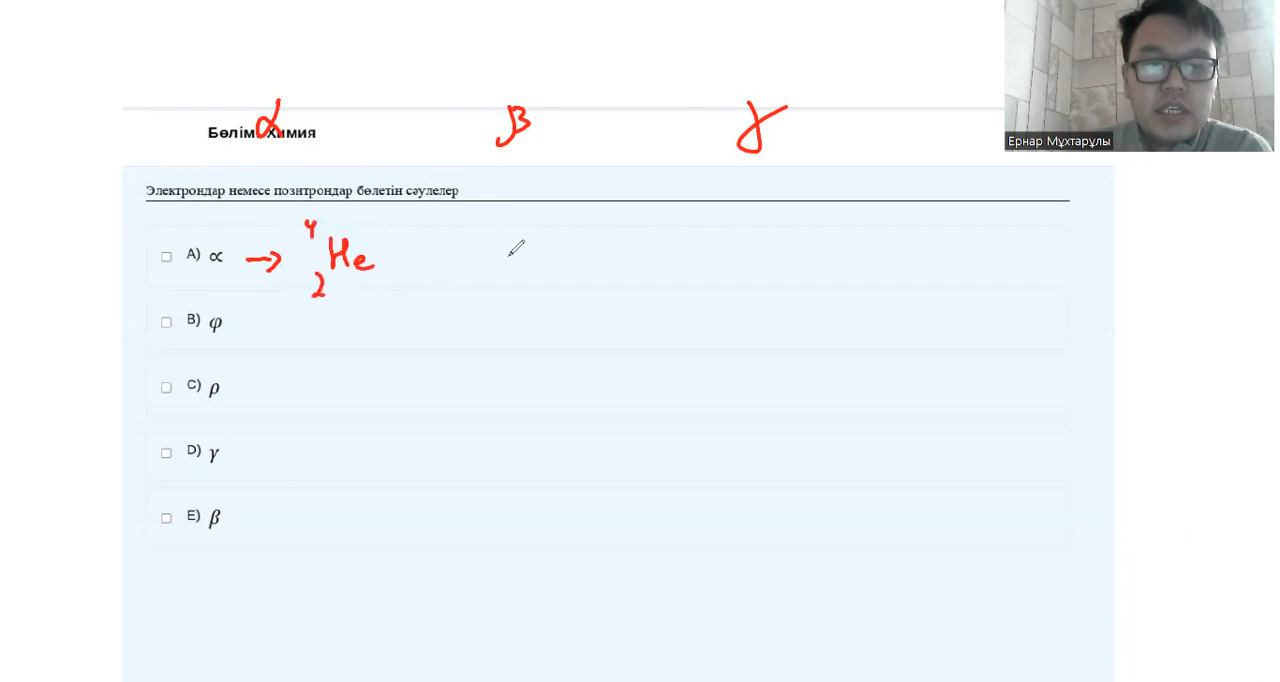 α β γ
Бөлім: Химия
Ернар Мұхтарұлы
Электрондар немесе позитрондар бөлетін сәулелер
A) ∝ → ⁴₂He
B) φ
C) ρ
D) γ
E) β